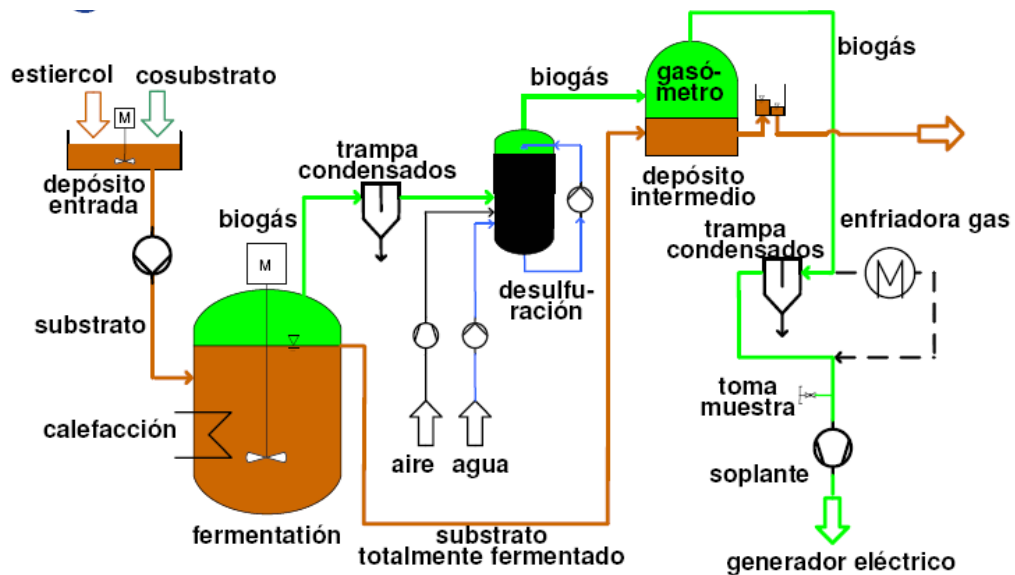 estiercol
cosubstrato
M
depósito
entrada
substrato
calefacción
M
fermentatión
biogás
trampa
condensados
aire
agua
desulfu-
ración
substrato
totalmente fermentado
biogás
gasó-
metro
depósito
intermedio
biogás
trampa
condensados
enfriadora gas
M
toma
muestra
soplante
generador eléctrico